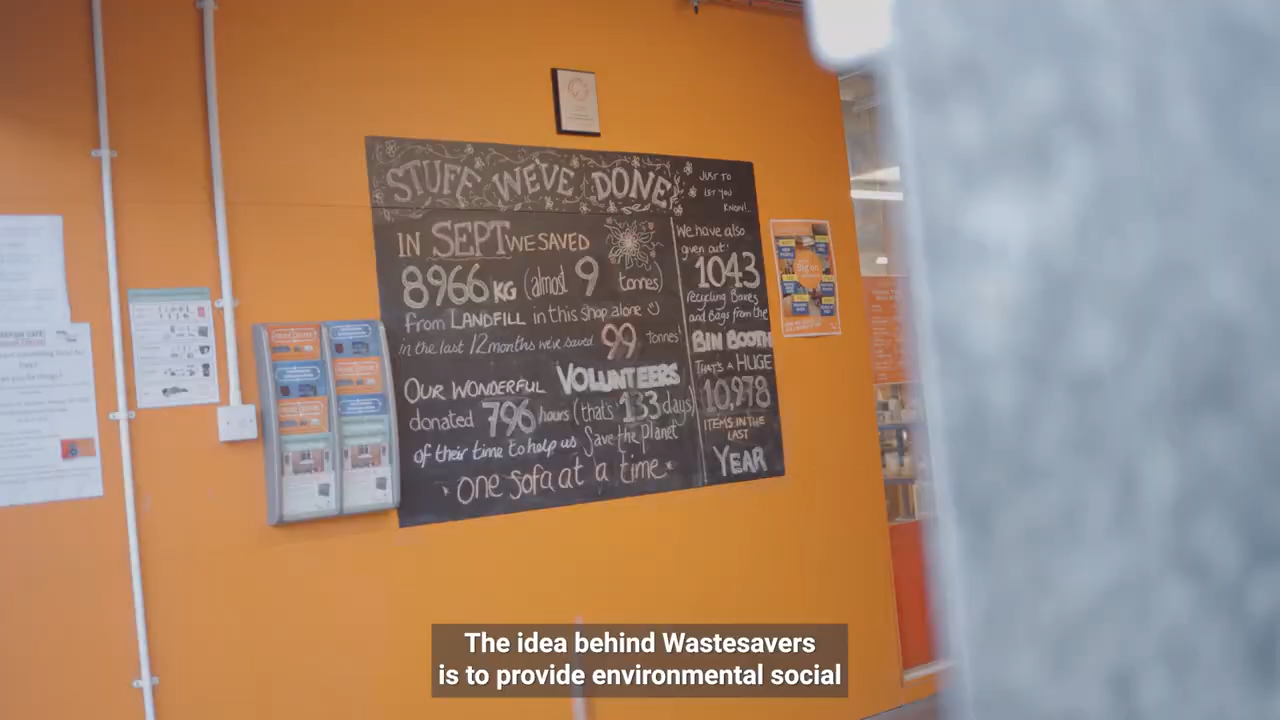 STUFF WE'VE DONE!
JUST TO
LET YOU
KNOW!..
IN SEPT WE SAVED
8966 KG (almost 9 tonnes)
from LANDFILL in this shop alone
in the last 12 months we've saved 99 tonnes!
OUR WONDERFUL VOLUNTEERS
donated 796 hours (that's 133 days)
of their time to help us Save the Planet
one sofa at a time
We have also
given out:
1043
recycling Boxes
and Bags from the
BIN BOOTH
THAT'S A HUGE
10,978
ITEMS IN THE
LAST
YEAR
The idea behind Wastesavers
is to provide environmental social